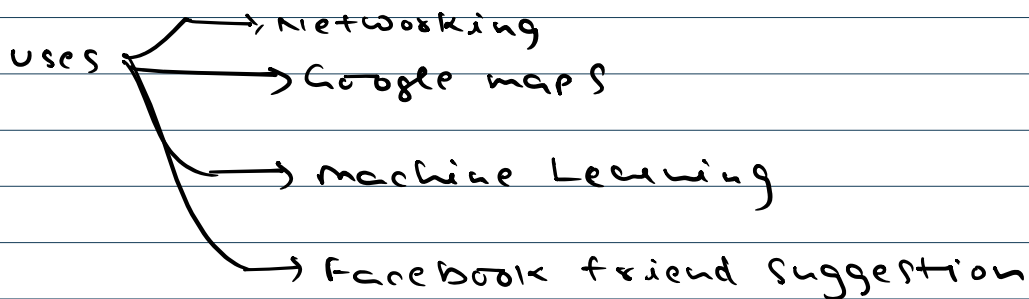 Networking
uses
Google maps
Machine Learning
Facebook friend suggestion